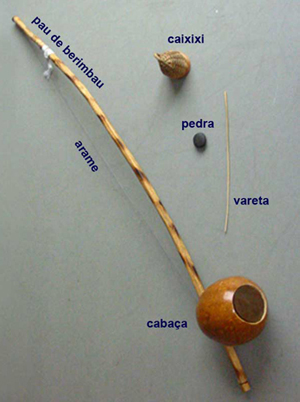 pau de berimbau
caixixi
pedra
arame
vareta
cabaça